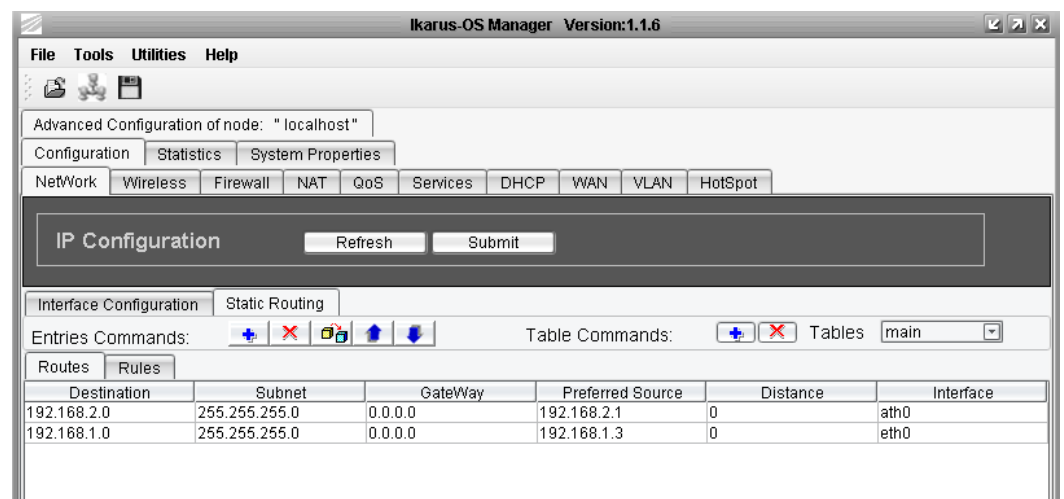 Ikarus-OS Manager Version:1.1.6
File Tools Utilities Help
Advanced Configuration of node: "localhost"
Configuration Statistics System Properties
NetWork Wireless Firewall NAT QoS Services DHCP WAN VLAN HotSpot
IP Configuration Refresh Submit
Interface Configuration Static Routing
Entries Commands: Table Commands: Tables main
Routes Rules
Destination Subnet GateWay Preferred Source Distance Interface
192.168.2.0 255.255.255.0 0.0.0.0 192.168.2.1 0 ath0
192.168.1.0 255.255.255.0 0.0.0.0 192.168.1.3 0 eth0